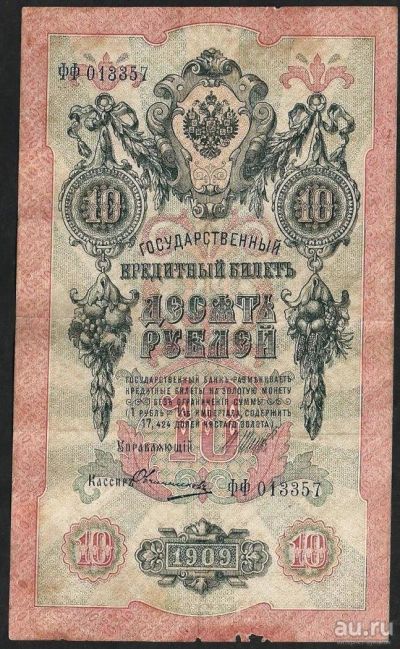 ФФ 013357
10 10
ГОСУДАРСТВЕННЫЙ
КРЕДИТНЫЙ БИЛЕТЪ
ДЕСЯТЬ
РУБЛЕЙ
ГОСУДАРСТВЕННЫЙ БАНКЪ РАЗМѢНИВАЕТЪ
КРЕДИТНЫЕ БИЛЕТЫ НА ЗОЛОТУЮ МОНЕТУ
БЕЗЪ ОГРАНИЧЕНІЯ СУММЫ
(1 РУБЛЬ = 1/15 ИМПЕРІАЛА, СОДЕРЖИТЪ
17,424 ДОЛЕЙ ЧИСТАГО ЗОЛОТА).
10
Управляющій
Кассиръ
ФФ 013357
10 1909 10
au.ru